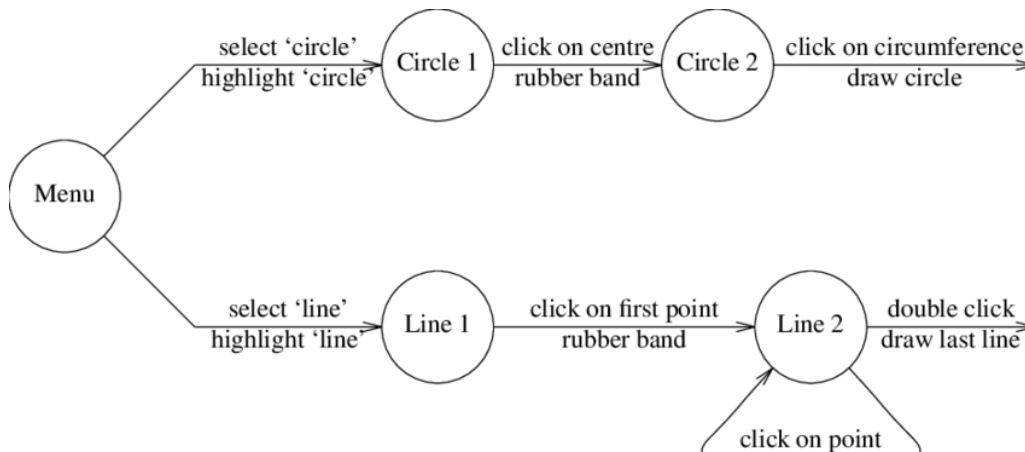 select ‘circle’
highlight ‘circle’
Circle 1
click on centre
rubber band
Circle 2
click on circumference
draw circle
Menu
select ‘line’
highlight ‘line’
Line 1
click on first point
rubber band
Line 2
double click
draw last line
click on point